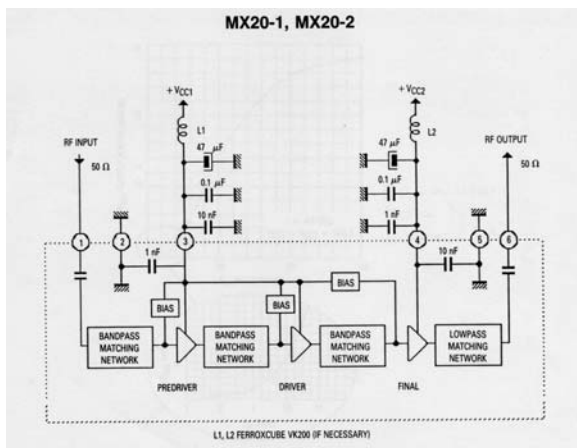 MX20-1, MX20-2
+ VCC1
+ VCC2
L1
L2
RF INPUT
RF OUTPUT
50 Ω
50 Ω
47 μF
47 μF
0.1 μF
0.1 μF
10 nF
1 nF
1
2
3
4
5
6
1 nF
10 nF
BIAS
BIAS
BIAS
BANDPASS
MATCHING
NETWORK
BANDPASS
MATCHING
NETWORK
BANDPASS
MATCHING
NETWORK
LOWPASS
MATCHING
NETWORK
PREDRIVER
DRIVER
FINAL
L1, L2 FERROXCUBE VK200 (IF NECESSARY)